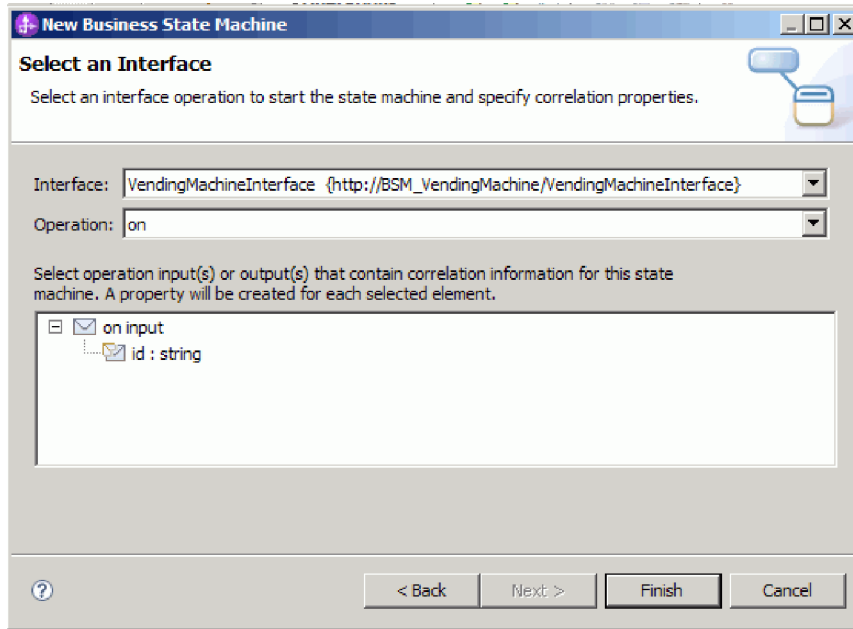 New Business State Machine
Select an Interface
Select an interface operation to start the state machine and specify correlation properties.
Interface: VendingMachineInterface {http://BSM_VendingMachine/VendingMachineInterface}
Operation: on
Select operation input(s) or output(s) that contain correlation information for this state
machine. A property will be created for each selected element.
on input
id : string
? < Back Next > Finish Cancel